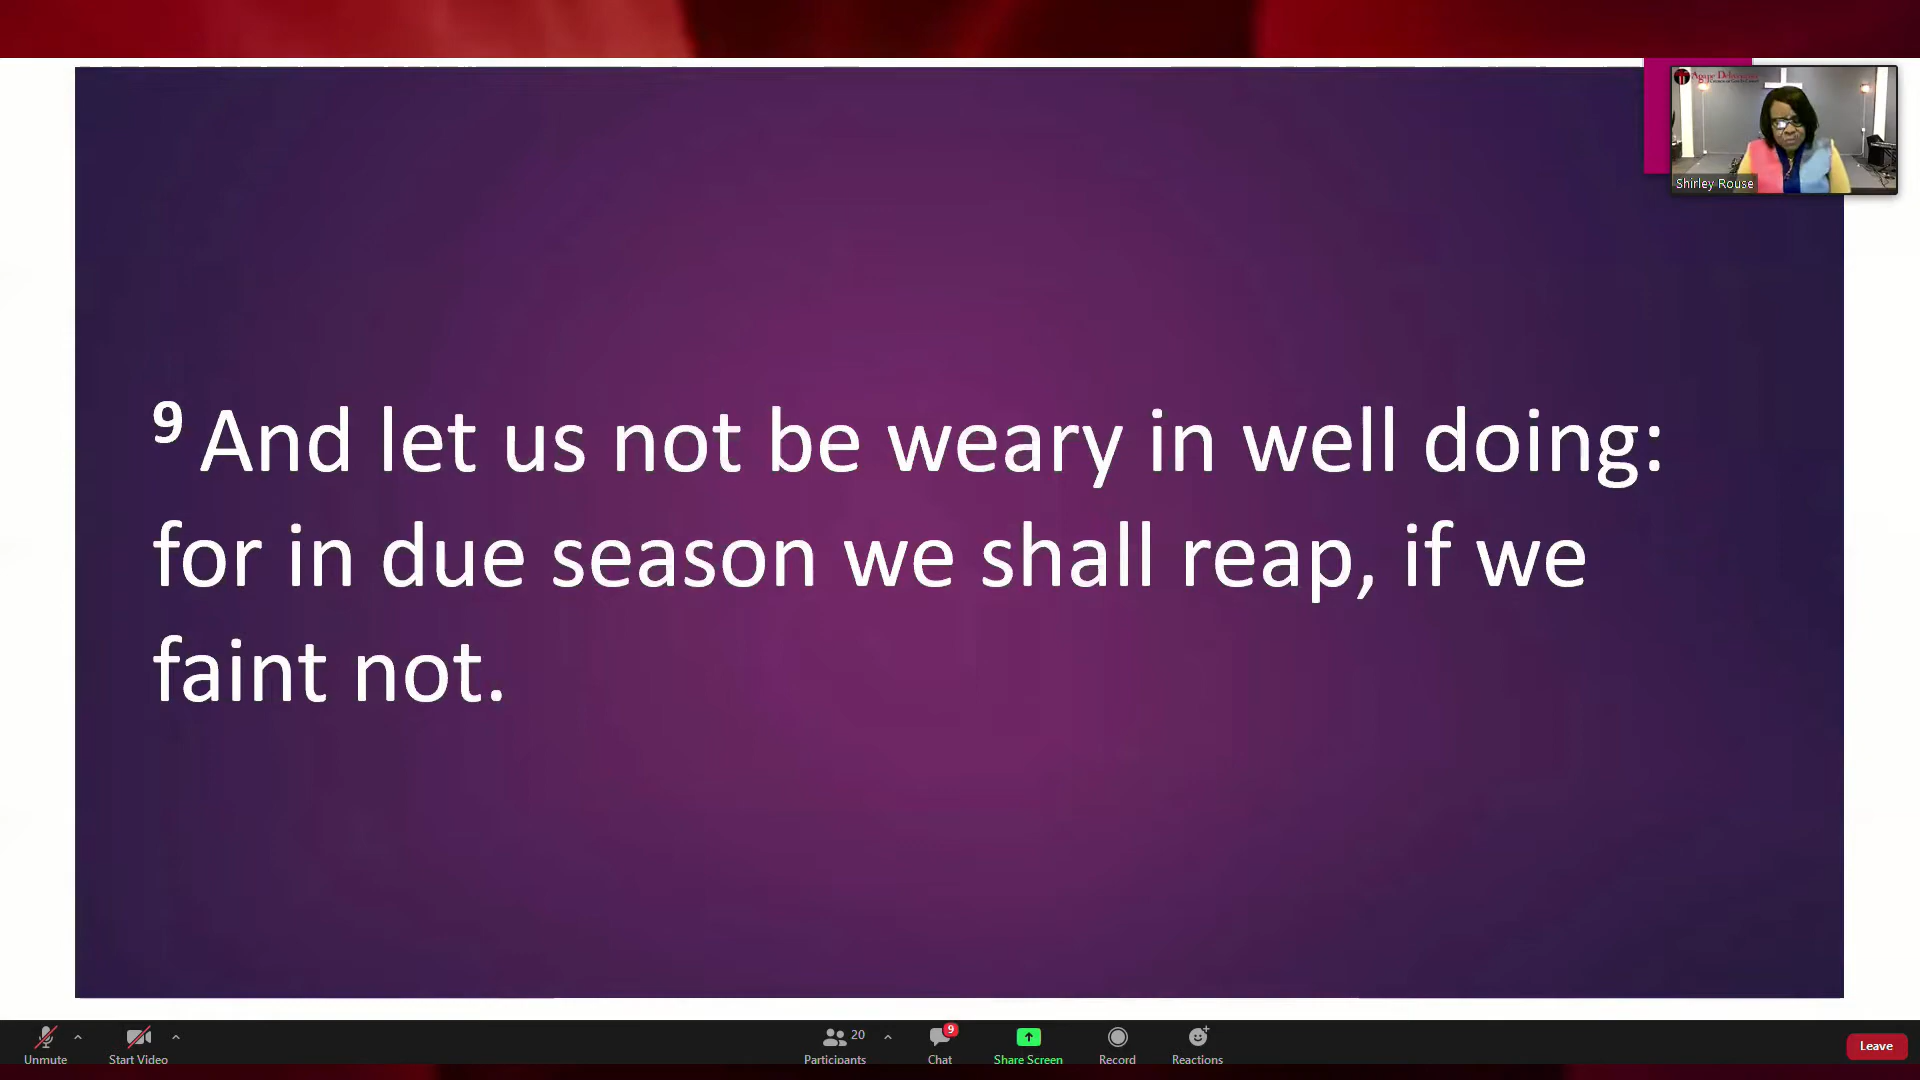 Agape
Shirley Rouse
9 And let us not be weary in well doing:
for in due season we shall reap, if we
faint not.
Unmute
Start Video
20
Participants
9
Chat
Share Screen
Record
Reactions
Leave